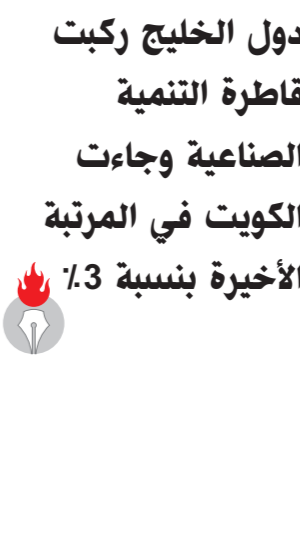 دول الخليج ركبت
قاطرة التنمية
الصناعية وجاءت
الكويت في المرتبة
الأخيرة بنسبة 3٪